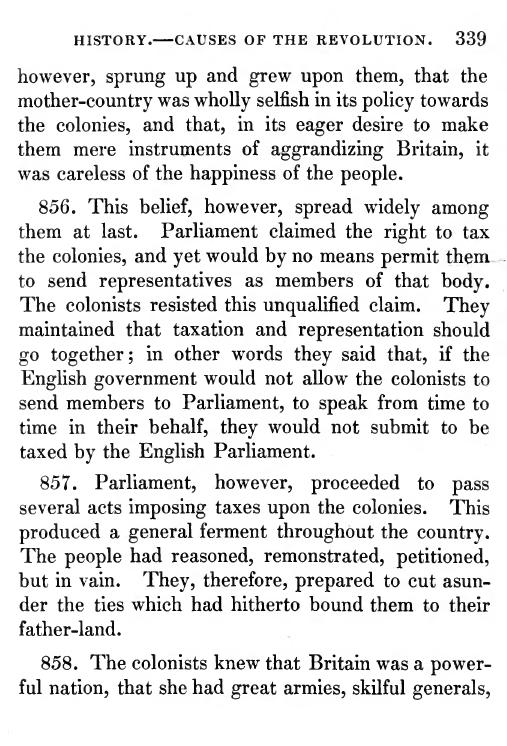 HISTORY.—CAUSES OF THE REVOLUTION. 339
however, sprung up and grew upon them, that the
mother-country was wholly selfish in its policy towards
the colonies, and that, in its eager desire to make
them mere instruments of aggrandizing Britain, it
was careless of the happiness of the people.
856. This belief, however, spread widely among
them at last. Parliament claimed the right to tax
the colonies, and yet would by no means permit them
to send representatives as members of that body.
The colonists resisted this unqualified claim. They
maintained that taxation and representation should
go together; in other words they said that, if the
English government would not allow the colonists to
send members to Parliament, to speak from time to
time in their behalf, they would not submit to be
taxed by the English Parliament.
857. Parliament, however, proceeded to pass
several acts imposing taxes upon the colonies. This
produced a general ferment throughout the country.
The people had reasoned, remonstrated, petitioned,
but in vain. They, therefore, prepared to cut asun-
der the ties which had hitherto bound them to their
father-land.
858. The colonists knew that Britain was a power-
ful nation, that she had great armies, skilful generals,